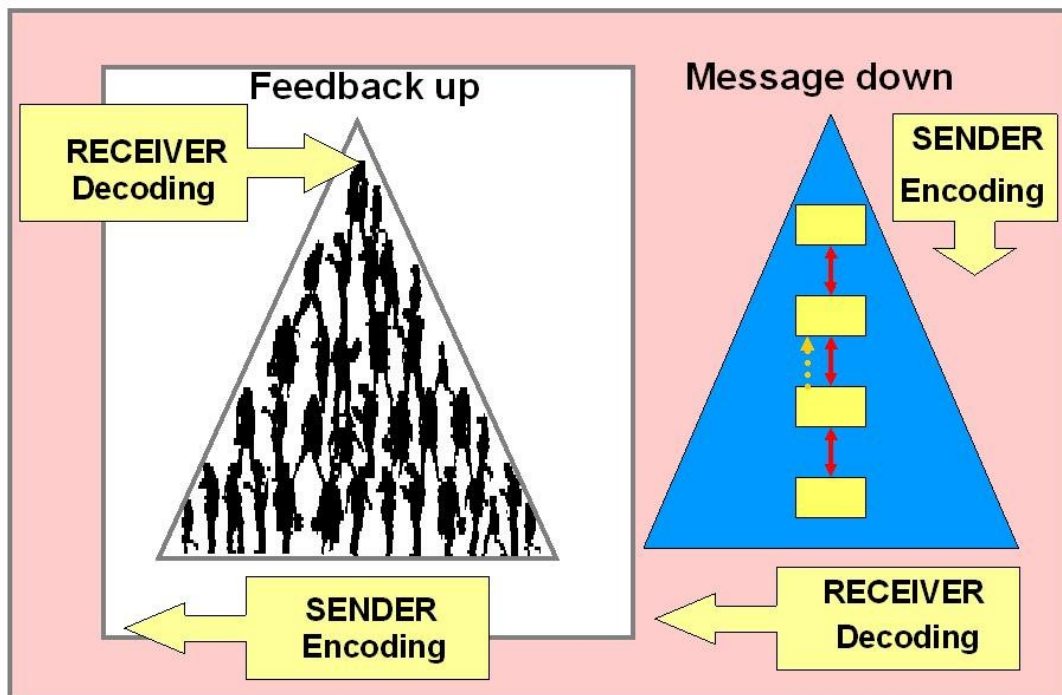 Feedback up
RECEIVER
Decoding
SENDER
Encoding
Message down
SENDER
Encoding
RECEIVER
Decoding